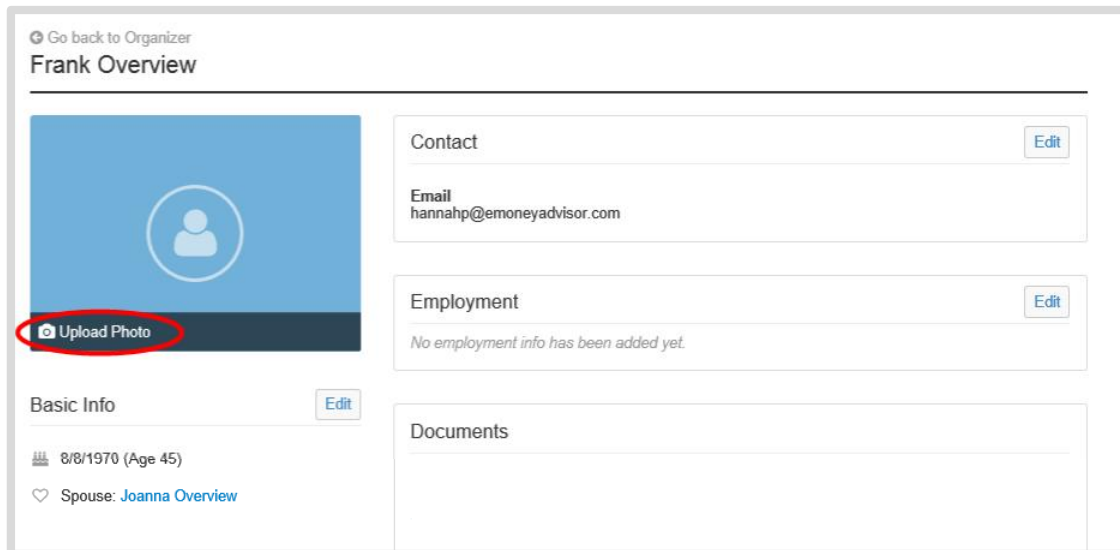 Go back to Organizer
Frank Overview
Upload Photo
Basic Info
Edit
8/8/1970 (Age 45)
Spouse: Joanna Overview
Contact
Edit
Email
hannahp@emoneyadvisor.com
Employment
Edit
No employment info has been added yet.
Documents